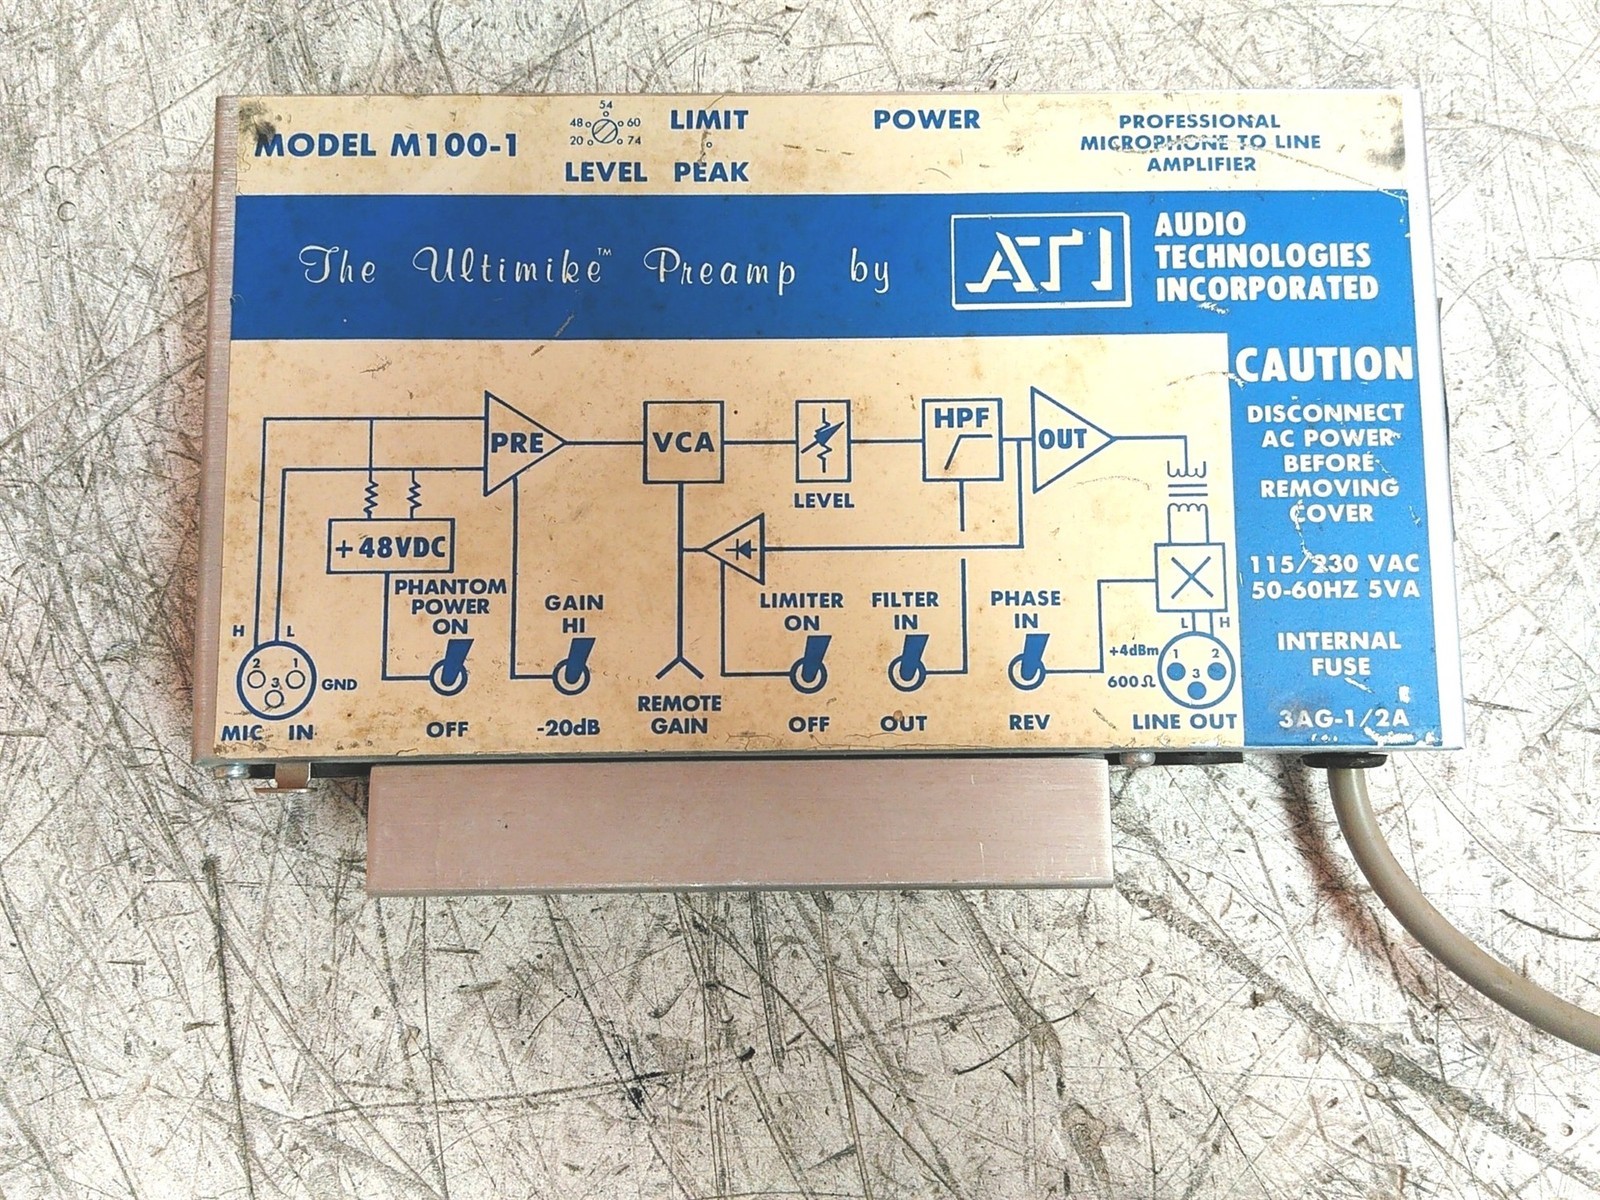 MODEL M100-1
54
48 60
20 74
LEVEL
LIMIT
PEAK
POWER
PROFESSIONAL
MICROPHONE TO LINE
AMPLIFIER
The Ultimike™ Preamp by
ATI
AUDIO
TECHNOLOGIES
INCORPORATED
PRE
VCA
LEVEL
HPF
OUT
+48VDC
PHANTOM
POWER
ON
OFF
GAIN
HI
-20dB
REMOTE
GAIN
LIMITER
ON
OFF
FILTER
IN
OUT
PHASE
IN
REV
H L
2 1
3
GND
MIC IN
+4dBm
600Ω
L H
1 2
3
LINE OUT
CAUTION
DISCONNECT
AC POWER
BEFORE
REMOVING
COVER
115/230 VAC
50-60HZ 5VA
INTERNAL
FUSE
3AG-1/2A